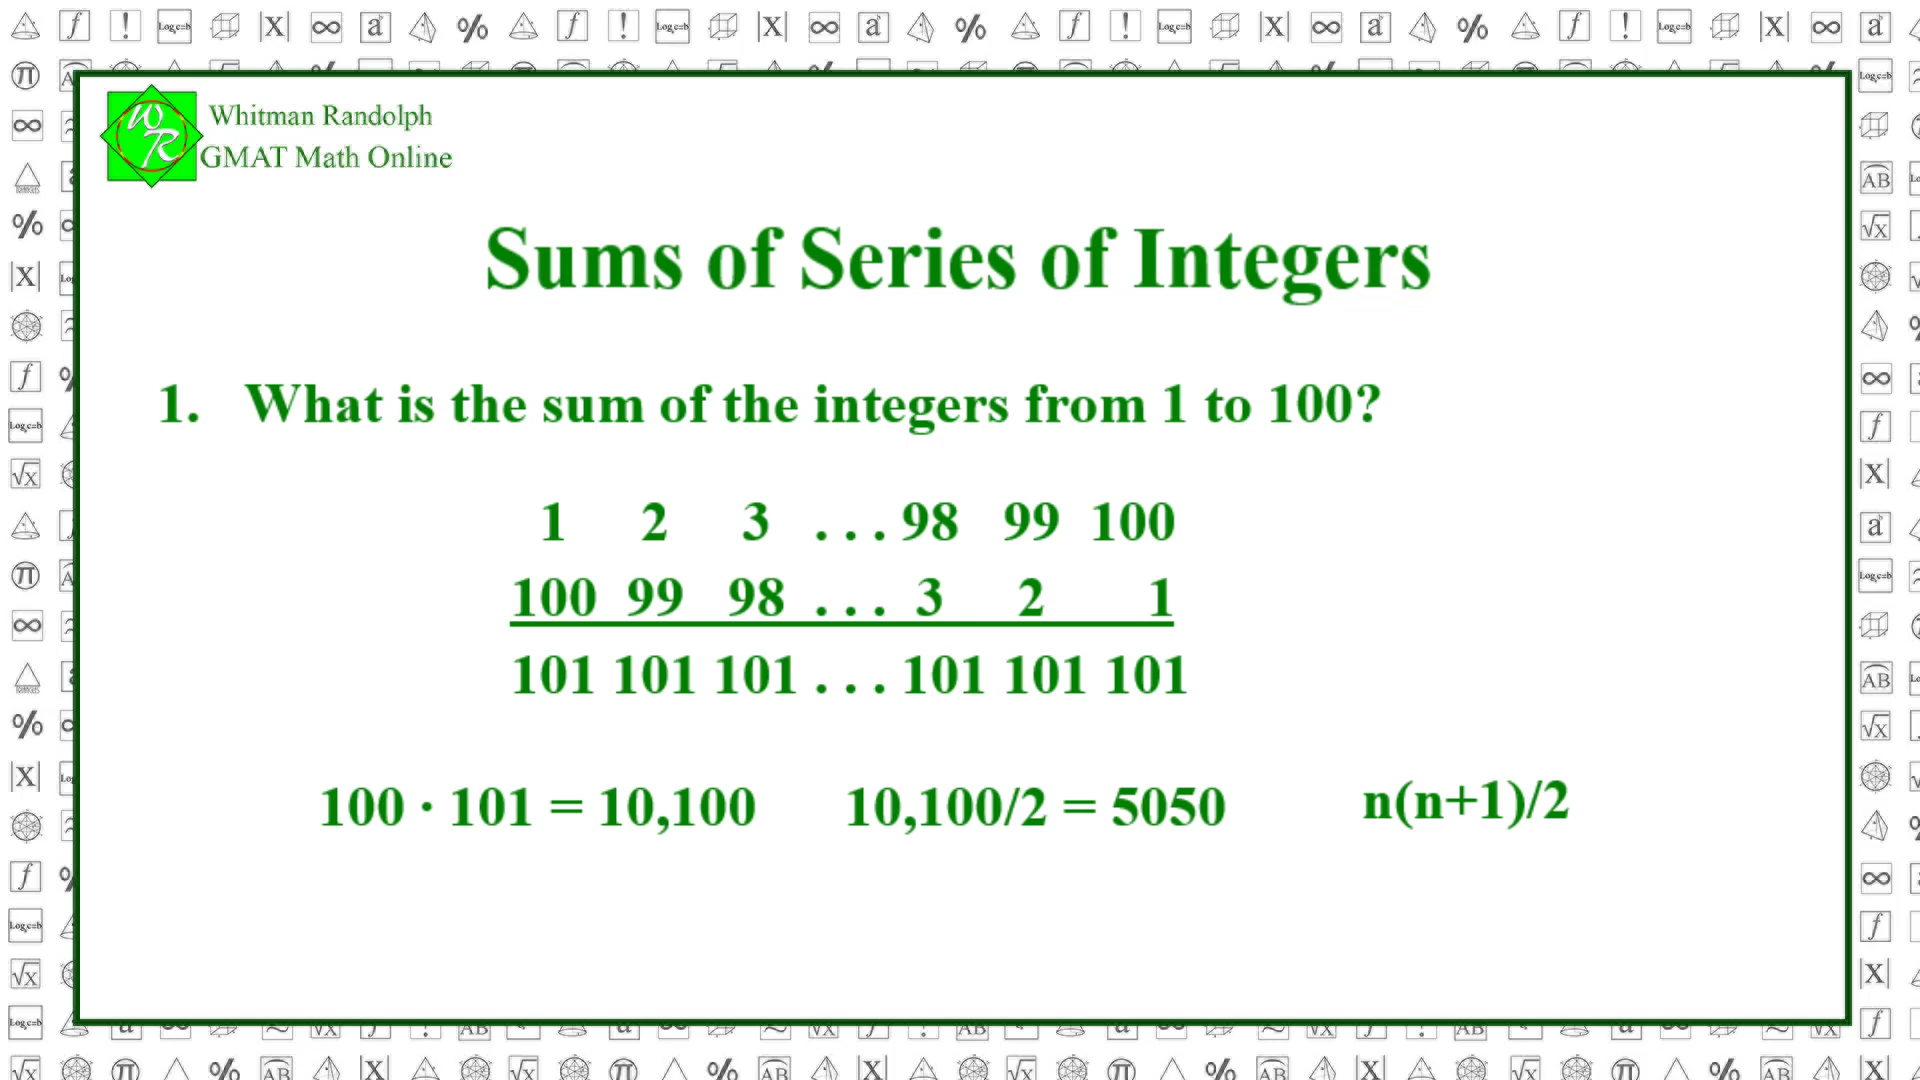 Whitman Randolph
GMAT Math Online
Sums of Series of Integers
1. What is the sum of the integers from 1 to 100?
1 2 3 . . . 98 99 100
100 99 98 . . . 3 2 1
101 101 101 . . . 101 101 101
100 · 101 = 10,100 10,100/2 = 5050 n(n+1)/2